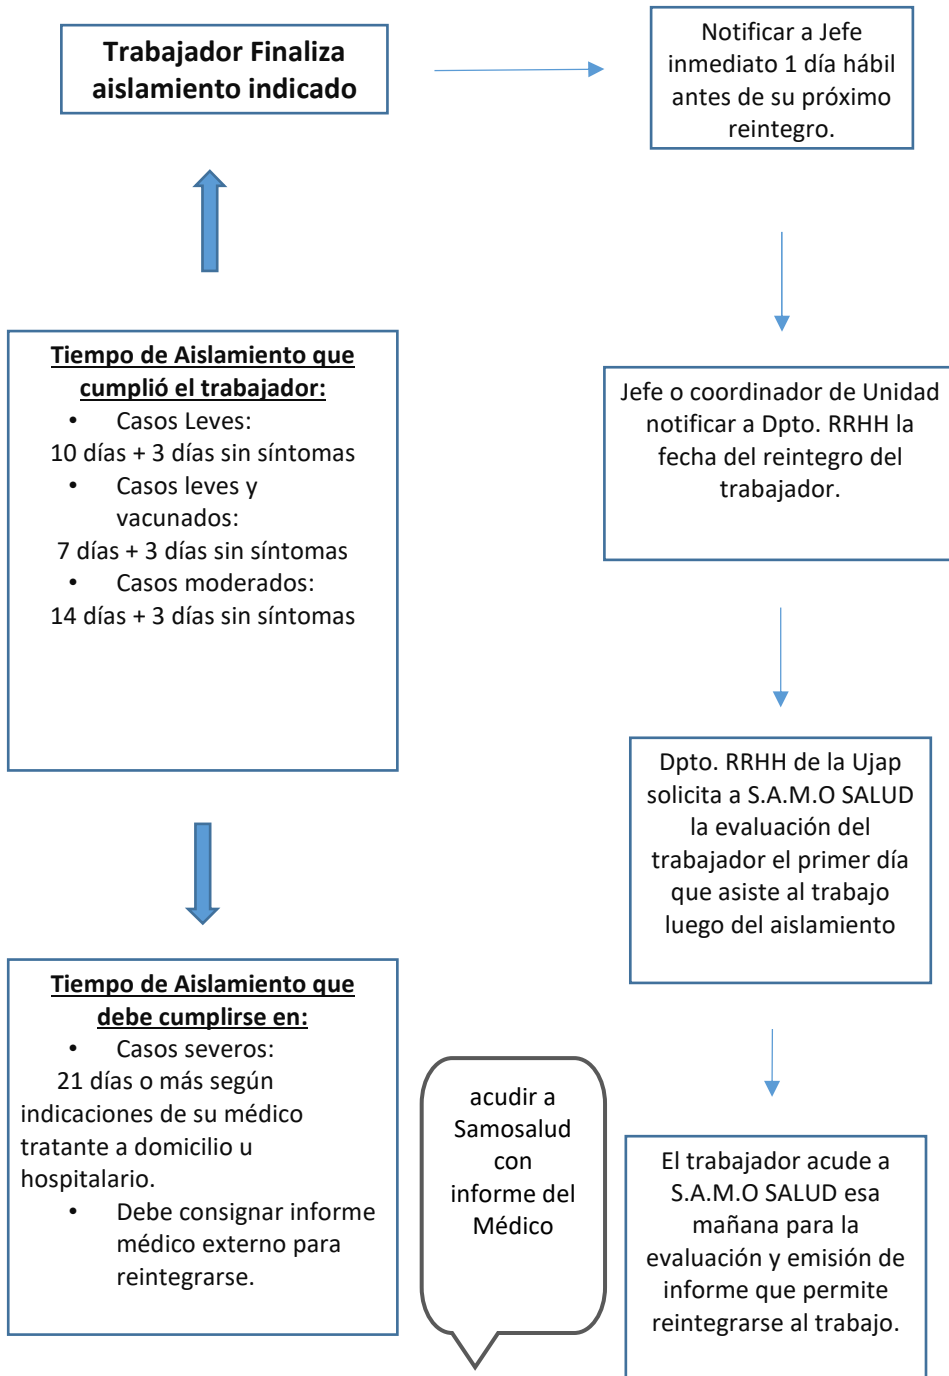 Trabajador Finaliza
aislamiento indicado
Notificar a Jefe
inmediato 1 día hábil
antes de su próximo
reintegro.
Tiempo de Aislamiento que
cumplió el trabajador:
• Casos Leves:
10 días + 3 días sin síntomas
• Casos leves y
vacunados:
7 días + 3 días sin síntomas
• Casos moderados:
14 días + 3 días sin síntomas
Jefe o coordinador de Unidad
notificar a Dpto. RRHH la
fecha del reintegro del
trabajador.
Dpto. RRHH de la Ujap
solicita a S.A.M.O SALUD
la evaluación del
trabajador el primer día
que asiste al trabajo
luego del aislamiento
Tiempo de Aislamiento que
debe cumplirse en:
• Casos severos:
21 días o más según
indicaciones de su médico
tratante a domicilio u
hospitalario.
• Debe consignar informe
médico externo para
reintegrarse.
acudir a
Samosalud
con
informe del
Médico
El trabajador acude a
S.A.M.O SALUD esa
mañana para la
evaluación y emisión de
informe que permite
reintegrarse al trabajo.